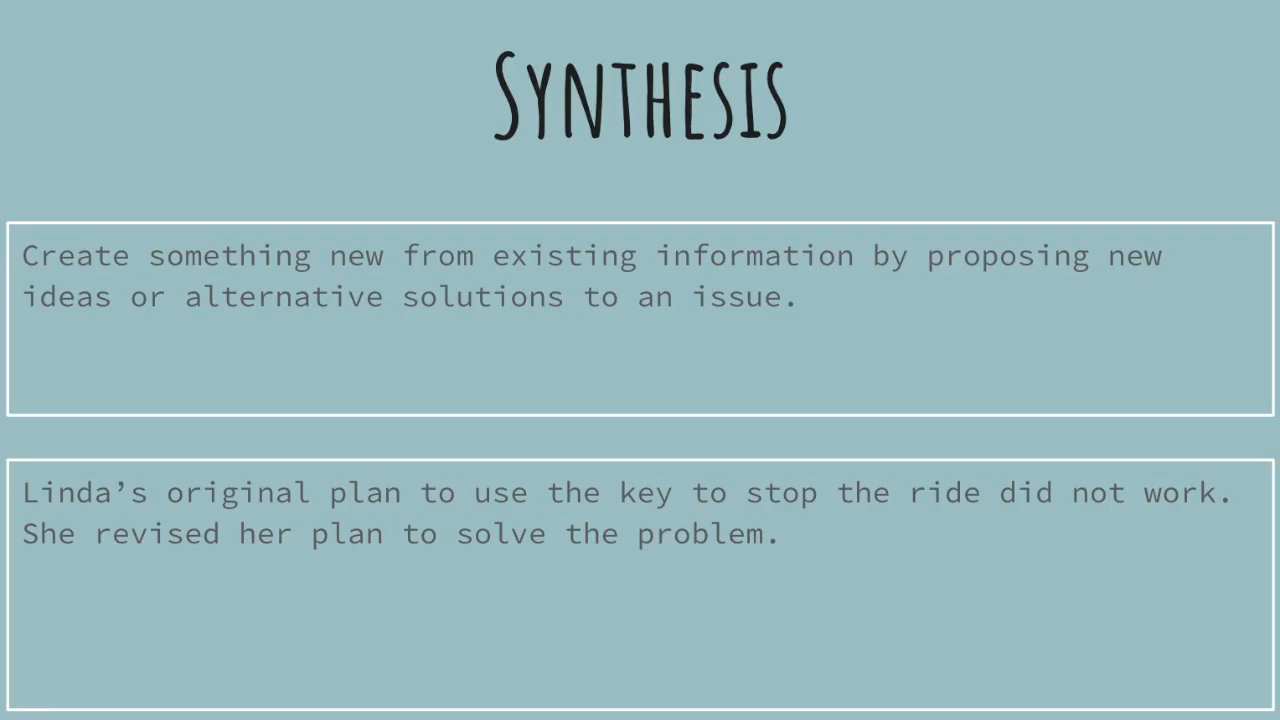 Synthesis
Create something new from existing information by proposing new
ideas or alternative solutions to an issue.
Linda’s original plan to use the key to stop the ride did not work.
She revised her plan to solve the problem.